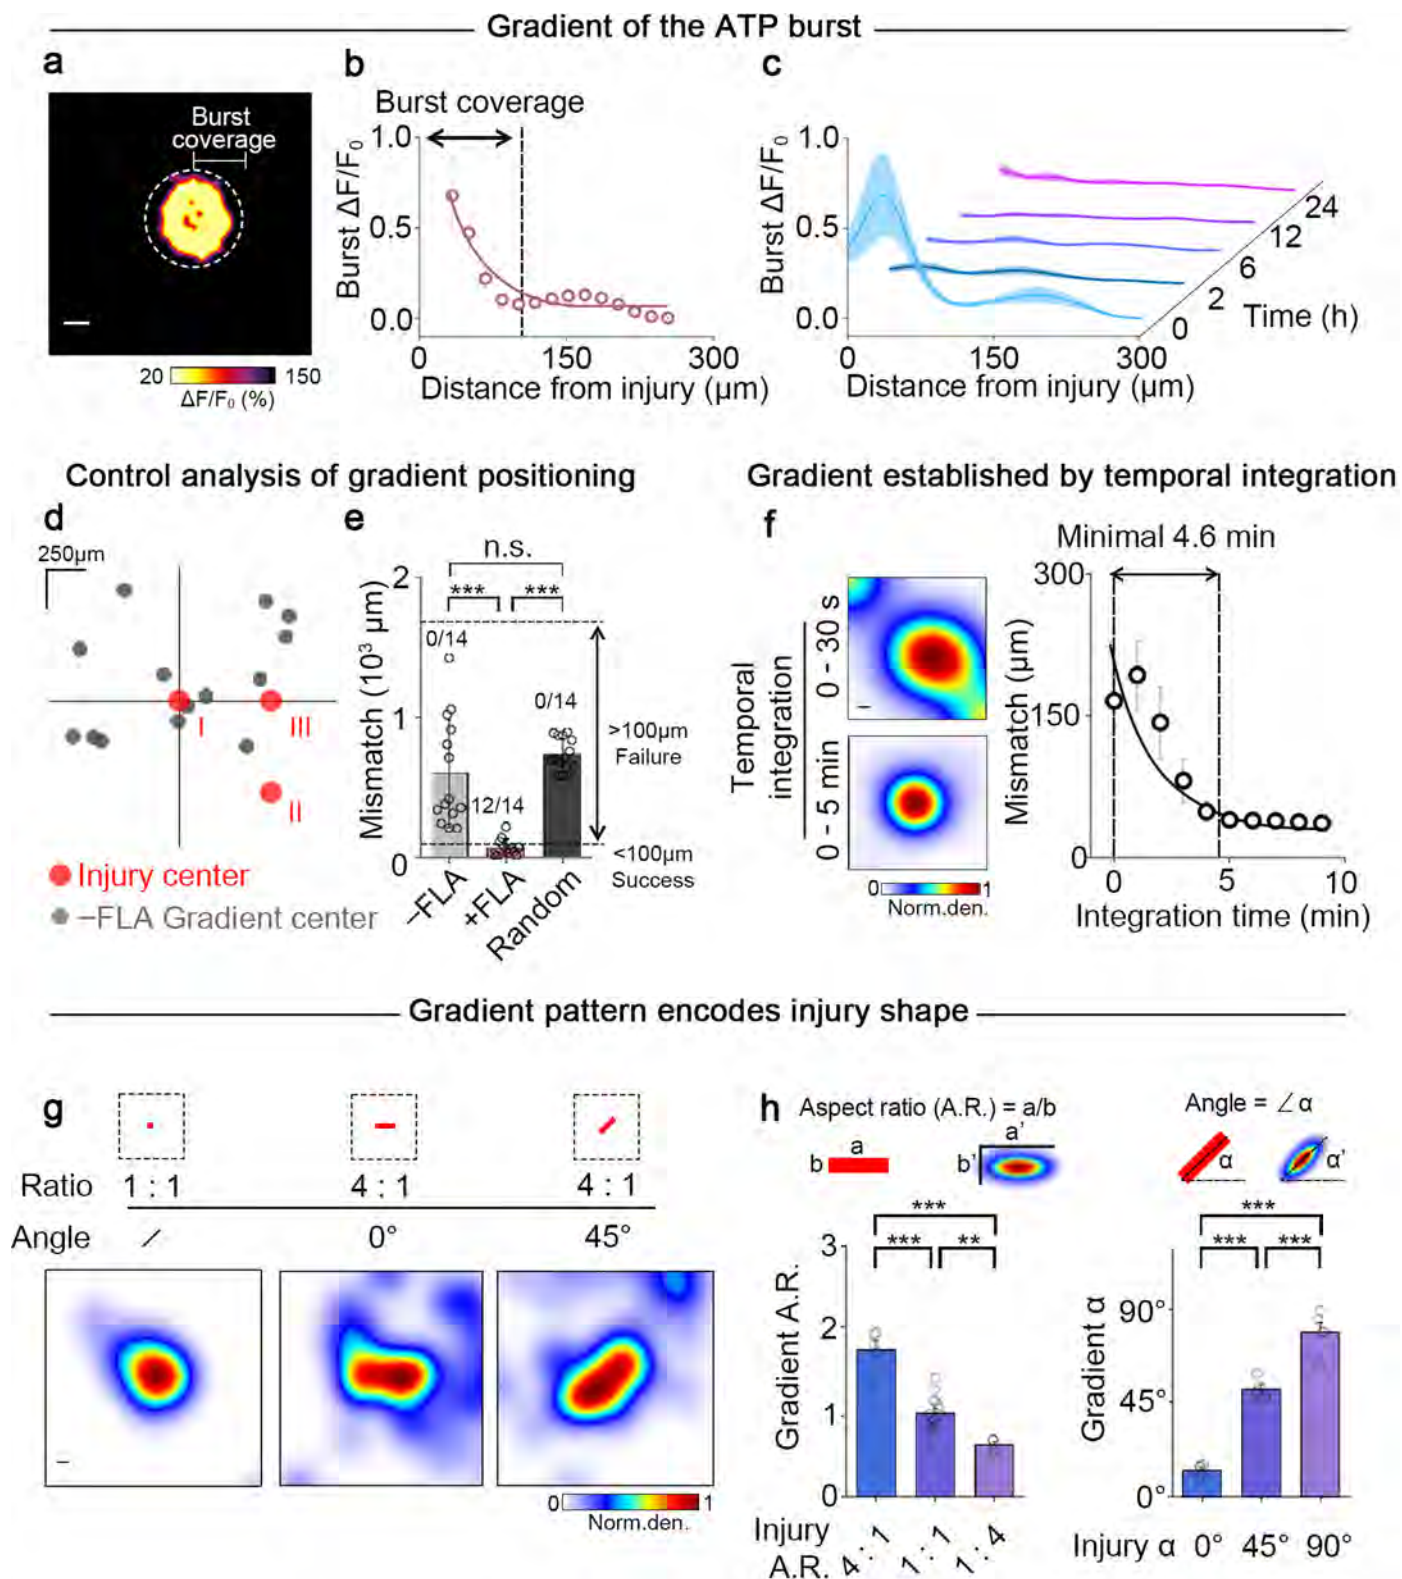 Gradient of the ATP burst
a
Burst
coverage
20 150
ΔF/F₀ (%)
b
Burst coverage
Burst ΔF/F₀
1.0
0.5
0.0
0 150 300
Distance from injury (μm)
c
Burst ΔF/F₀
1.0
0.5
0.0
0 150 300
Distance from injury (μm)
24
12
6
2
0
Time (h)
Control analysis of gradient positioning
d
250μm
I
III
II
Injury center
–FLA Gradient center
e
n.s.
*** ***
Mismatch (10³ μm)
2
1
0
0/14
12/14
0/14
>100μm
Failure
<100μm
Success
–FLA
+FLA
Random
Gradient established by temporal integration
f
Temporal
integration
0 - 30 s
0 - 5 min
0 1
Norm.den.
Minimal 4.6 min
Mismatch (μm)
300
150
0
0 5 10
Integration time (min)
Gradient pattern encodes injury shape
g
Ratio 1 : 1 4 : 1 4 : 1
Angle ∕ 0° 45°
0 1
Norm.den.
h
Aspect ratio (A.R.) = a/b
a
b
a'
b'
***
*** **
Gradient A.R.
3
2
1
0
Injury
A.R.
4 : 1
1 : 1
1 : 4
Angle = ∠ α
α
α'
***
*** ***
Gradient α
90°
45°
0°
Injury α 0° 45° 90°